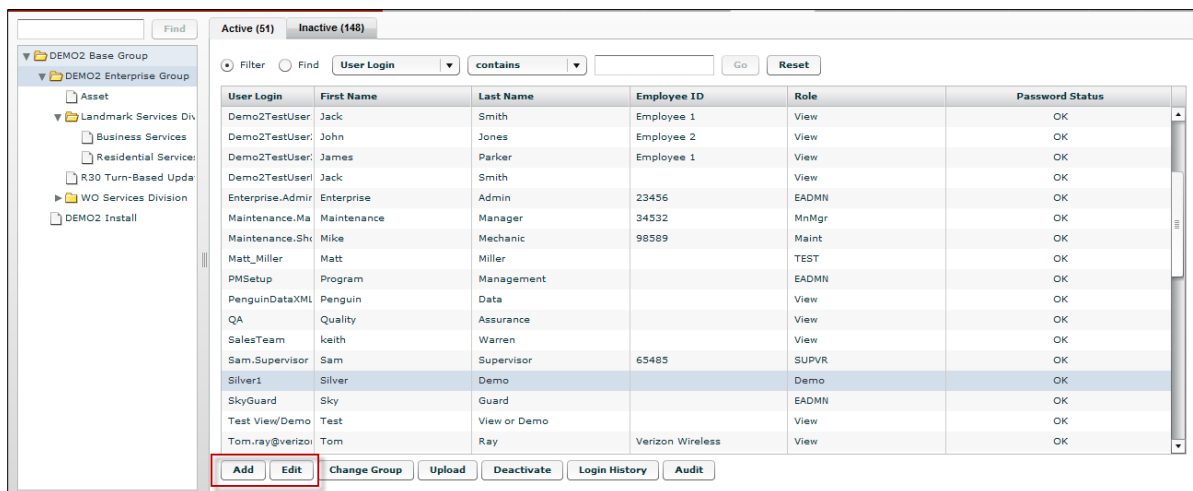 Find
DEMO2 Base Group
DEMO2 Enterprise Group
Asset
Landmark Services Div
Business Services
Residential Service
R30 Turn-Based Upda
WO Services Division
DEMO2 Install
Active (51) Inactive (148)
Filter Find User Login contains Go Reset
User Login First Name Last Name Employee ID Role Password Status
Demo2TestUser Jack Smith Employee 1 View OK
Demo2TestUser John Jones Employee 2 View OK
Demo2TestUser James Parker Employee 1 View OK
Demo2TestUser Jack Smith View OK
Enterprise.Admir Enterprise Admin 23456 EADMN OK
Maintenance.Ma Maintenance Manager 34532 MnMgr OK
Maintenance.Sho Mike Mechanic 98589 Maint OK
Matt_Miller Matt Miller TEST OK
PMSetup Program Management EADMN OK
PenguinDataXML Penguin Data View OK
QA Quality Assurance View OK
SalesTeam keith Warren View OK
Sam.Supervisor Sam Supervisor 65485 SUPVR OK
Silver1 Silver Demo Demo OK
SkyGuard Sky Guard EADMN OK
Test View/Demo Test View or Demo View OK
Tom.ray@verizo Tom Ray Verizon Wireless View OK
Add Edit Change Group Upload Deactivate Login History Audit